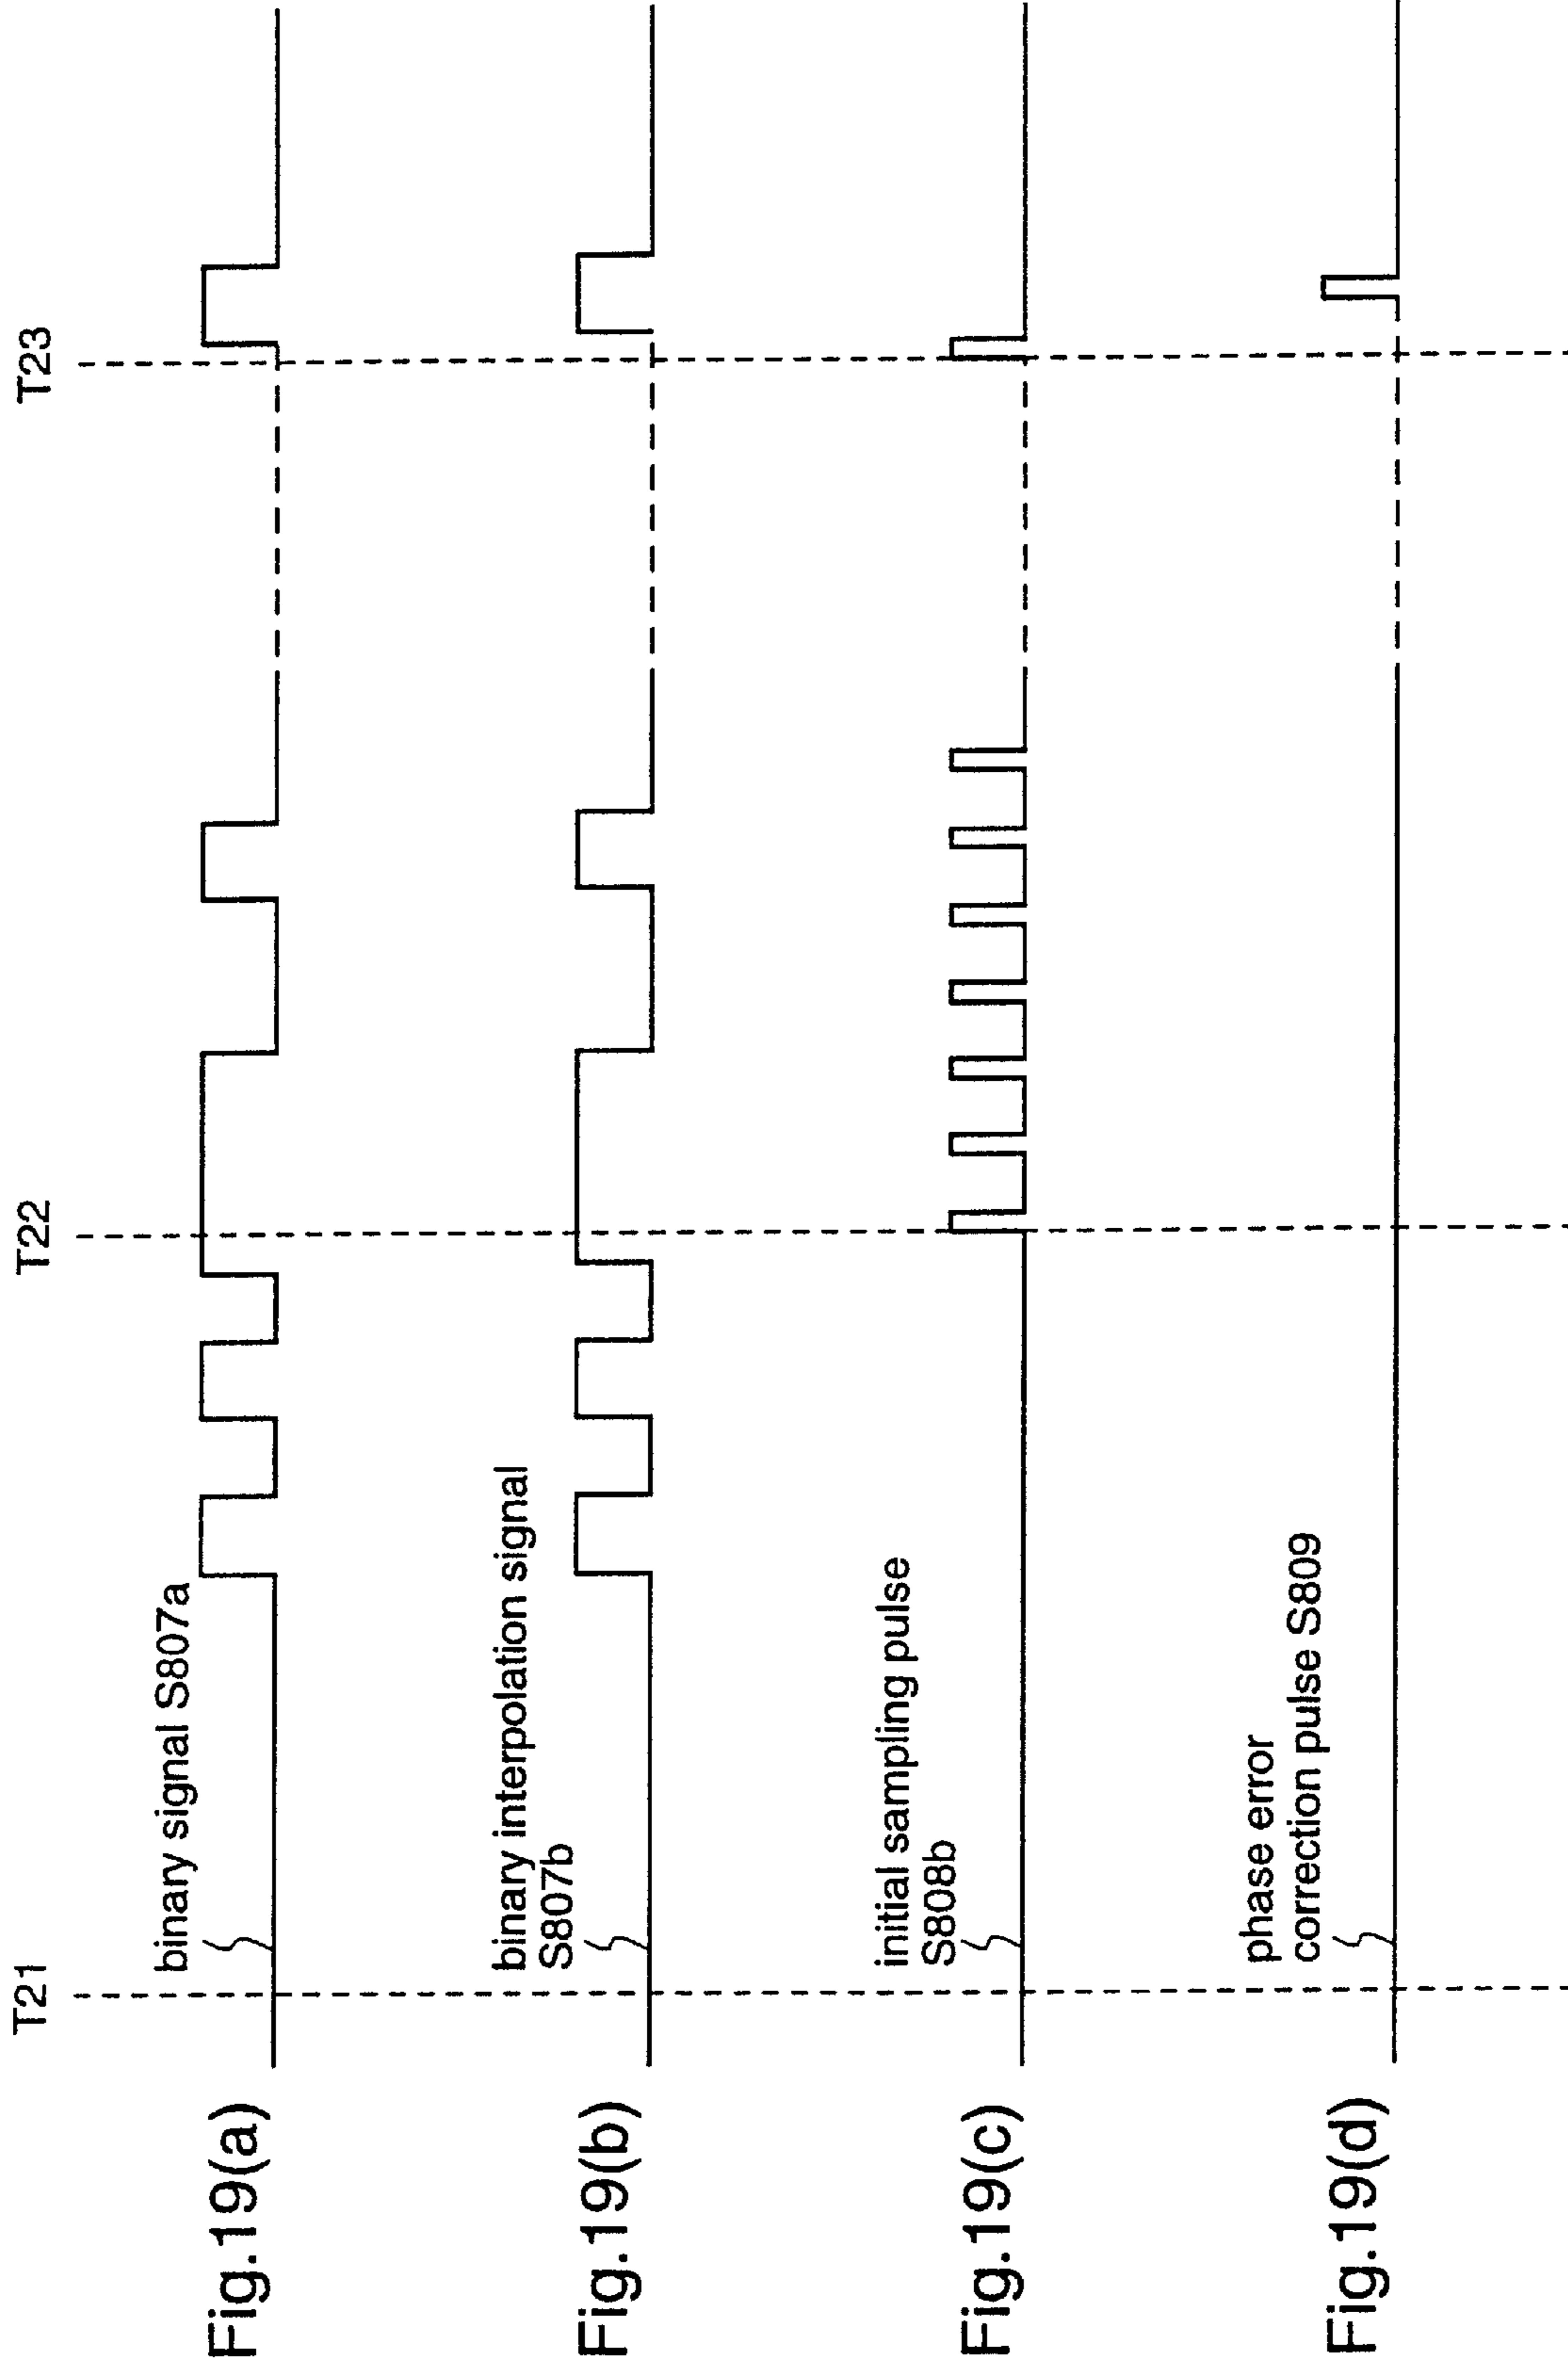 T21
T22
T23
Fig.19(a)
binary signal S807a
Fig.19(b)
binary interpolation signal
S807b
Fig.19(c)
initial sampling pulse
S808b
Fig.19(d)
phase error
correction pulse S809